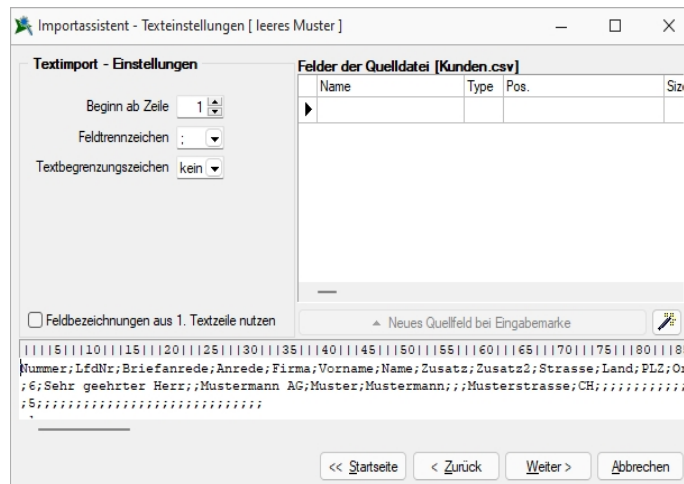 Importassistent - Texteinstellungen [ leeres Muster ]
Textimport - Einstellungen
Beginn ab Zeile 1
Feldtrennzeichen ;
Textbegrenzungszeichen kein
Feldbezeichnungen aus 1. Textzeile nutzen
Felder der Quelldatei [Kunden.csv]
Name Type Pos. Size
Neues Quellfeld bei Eingabemarke
||||5|||10|||15|||20|||25|||30|||35|||40|||45|||50|||55|||60|||65|||70|||75|||80|||8
Nummer;LfdNr;Briefanrede;Anrede;Firma;Vorname;Name;Zusatz;Zusatz2;Strasse;Land;PLZ;Or
;6;Sehr geehrter Herr;;Mustermann AG;Muster;Mustermann;;;Musterstrasse;CH;;;;;;;;;;;;
;5;;;;;;;;;;;;;;;;;;;;;;;;;;;;;
<< Startseite
< Zurück
Weiter >
Abbrechen